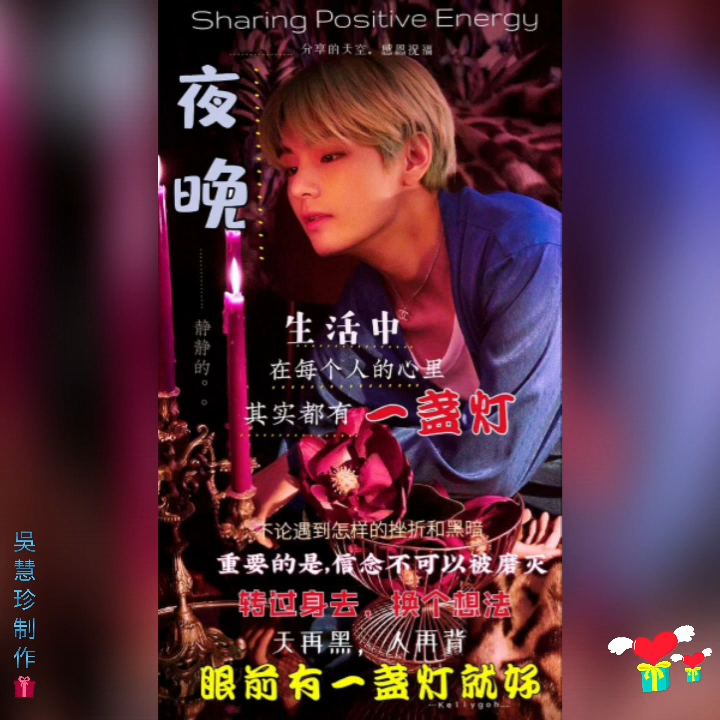 Sharing Positive Energy
分享的天空。感恩祝福
夜晚
静静的。。
生活中
在每个人的心里
其实都有一盏灯
不论遇到怎样的挫折和黑暗
重要的是,信念不可以被磨灭
转过身去，换个想法
天再黑，人再背
眼前有一盏灯就好
--Kellygoh...
吳慧珍制作